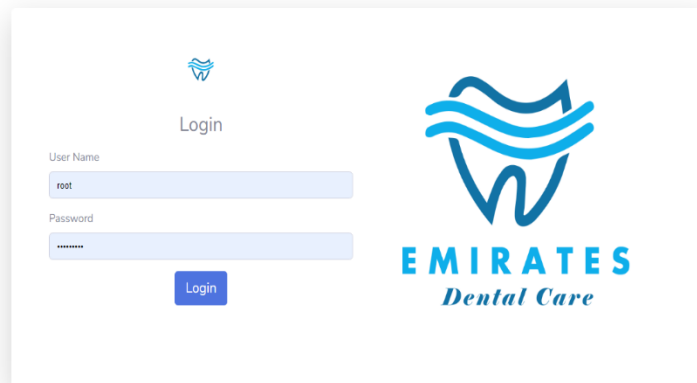 Login
User Name
root
Password
•••••••••
Login
EMIRATES
Dental Care